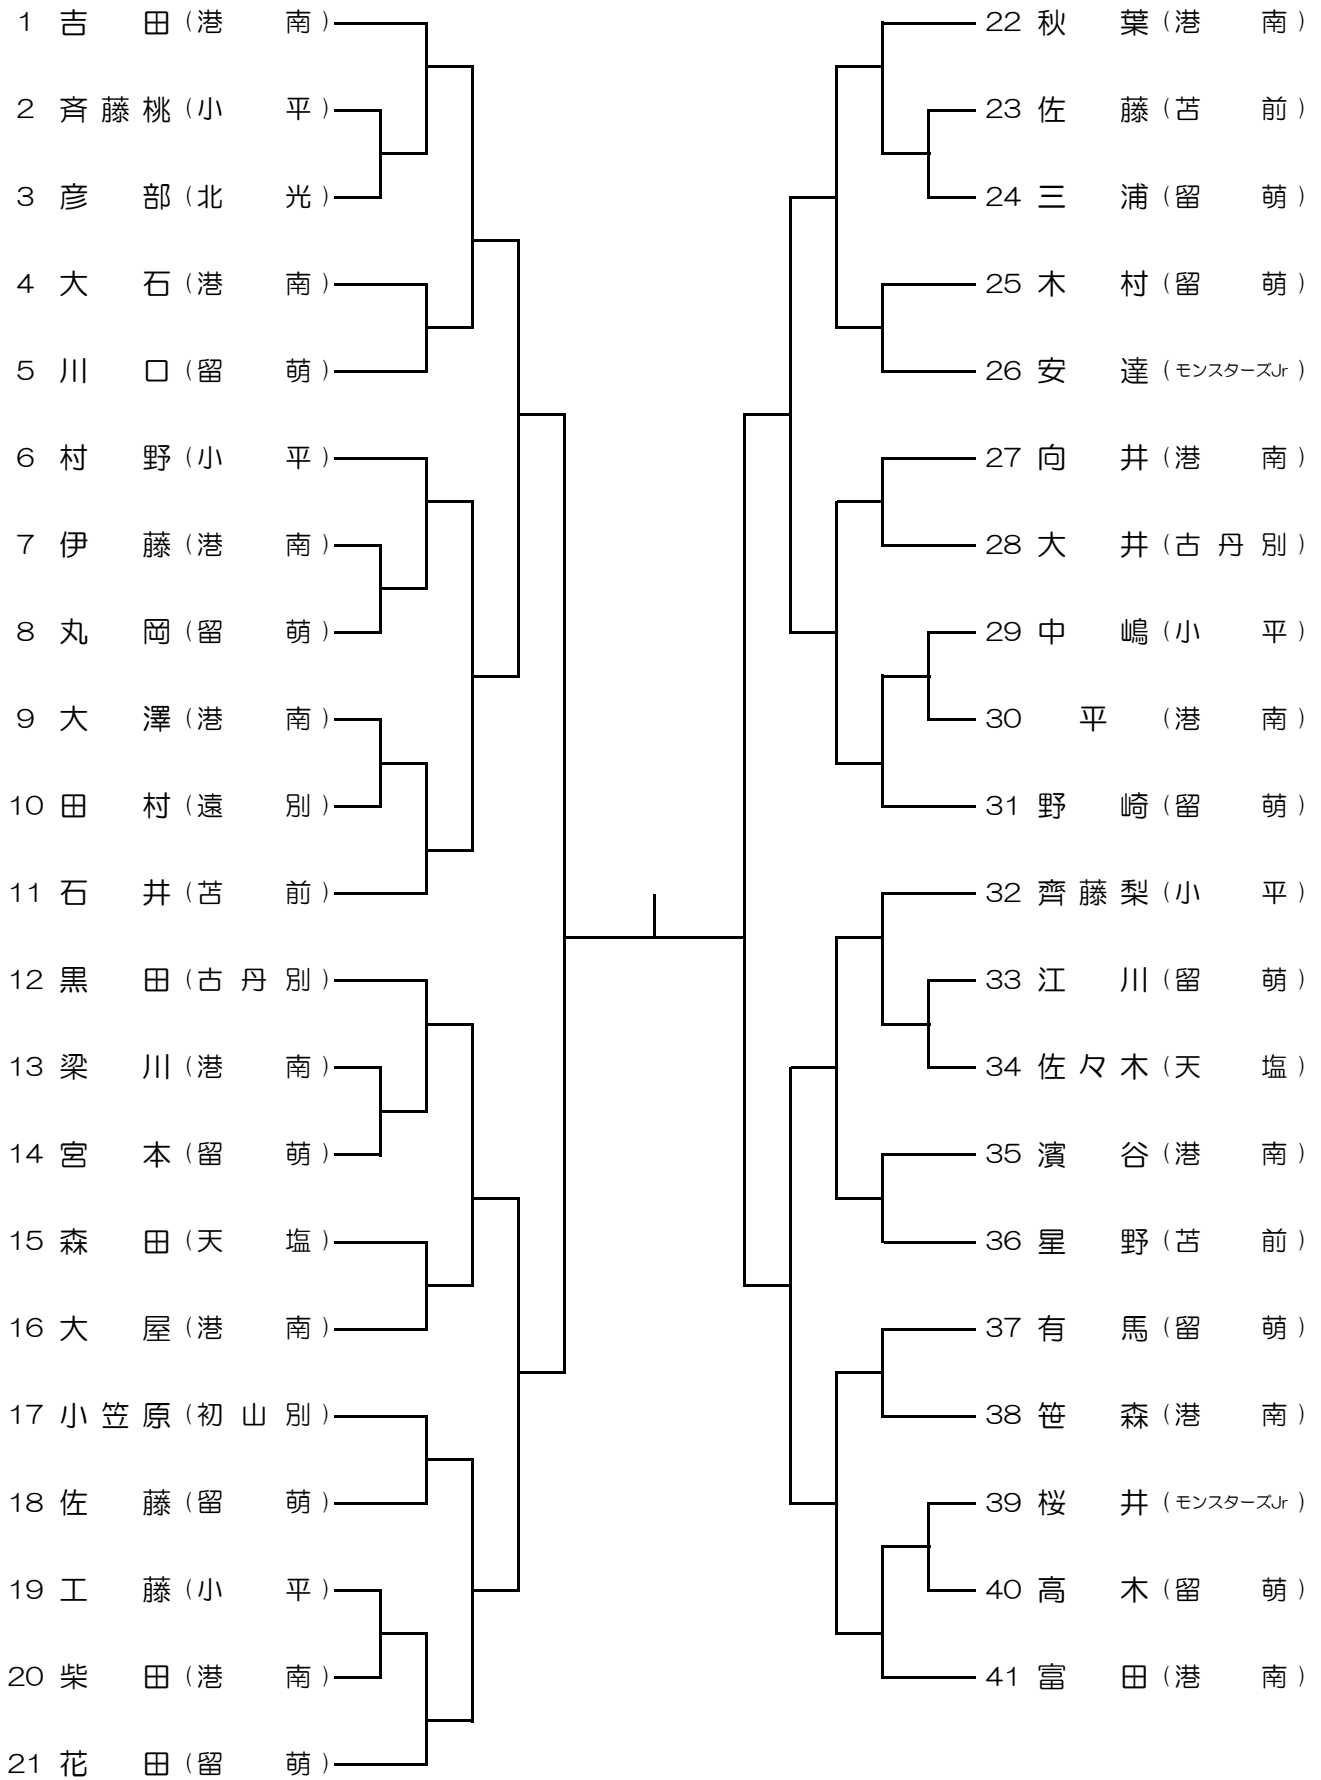 1 吉田(港南)
2 斉藤桃(小平)
3 彦部(北光)
4 大石(港南)
5 川口(留萌)
6 村野(小平)
7 伊藤(港南)
8 丸岡(留萌)
9 大澤(港南)
10 田村(遠別)
11 石井(苫前)
12 黒田(古丹別)
13 梁川(港南)
14 宮本(留萌)
15 森田(天塩)
16 大屋(港南)
17 小笠原(初山別)
18 佐藤(留萌)
19 工藤(小平)
20 柴田(港南)
21 花田(留萌)
22 秋葉(港南)
23 佐藤(苫前)
24 三浦(留萌)
25 木村(留萌)
26 安達(モンスターズJr)
27 向井(港南)
28 大井(古丹別)
29 中嶋(小平)
30 平(港南)
31 野崎(留萌)
32 齊藤梨(小平)
33 江川(留萌)
34 佐々木(天塩)
35 濱谷(港南)
36 星野(苫前)
37 有馬(留萌)
38 笹森(港南)
39 桜井(モンスターズJr)
40 高木(留萌)
41 富田(港南)